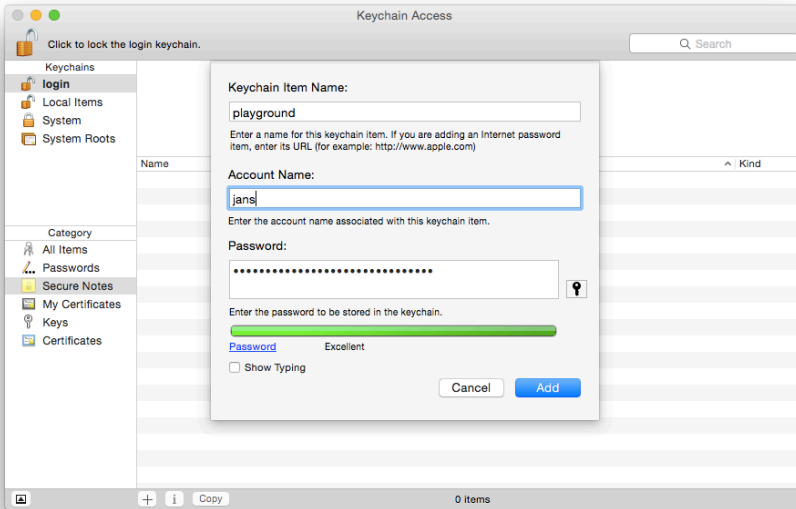 Keychain Access
Click to lock the login keychain.
Search
Keychains
login
Local Items
System
System Roots
Category
All Items
Passwords
Secure Notes
My Certificates
Keys
Certificates
Name
Kind
Keychain Item Name:
playground
Enter a name for this keychain item. If you are adding an Internet password
item, enter its URL (for example: http://www.apple.com)
Account Name:
jans
Enter the account name associated with this keychain item.
Password:
•••••••••••••••••••••••••••••••
Enter the password to be stored in the keychain.
Password Excellent
Show Typing
Cancel Add
+ i Copy 0 items